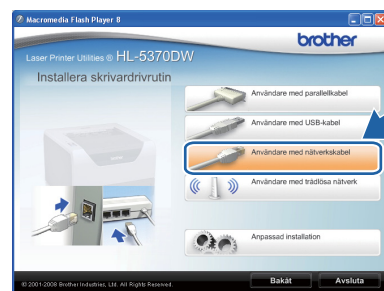 Macromedia Flash Player 8
brother
Laser Printer Utilities ® HL-5370DW
Installera skrivardrivrutin
Användare med parallellkabel
Användare med USB-kabel
Användare med nätverkskabel
Användare med trådlösa nätverk
Anpassad installation
© 2001-2008 Brother Industries, Ltd. All Rights Reserved.
Bakåt
Avsluta